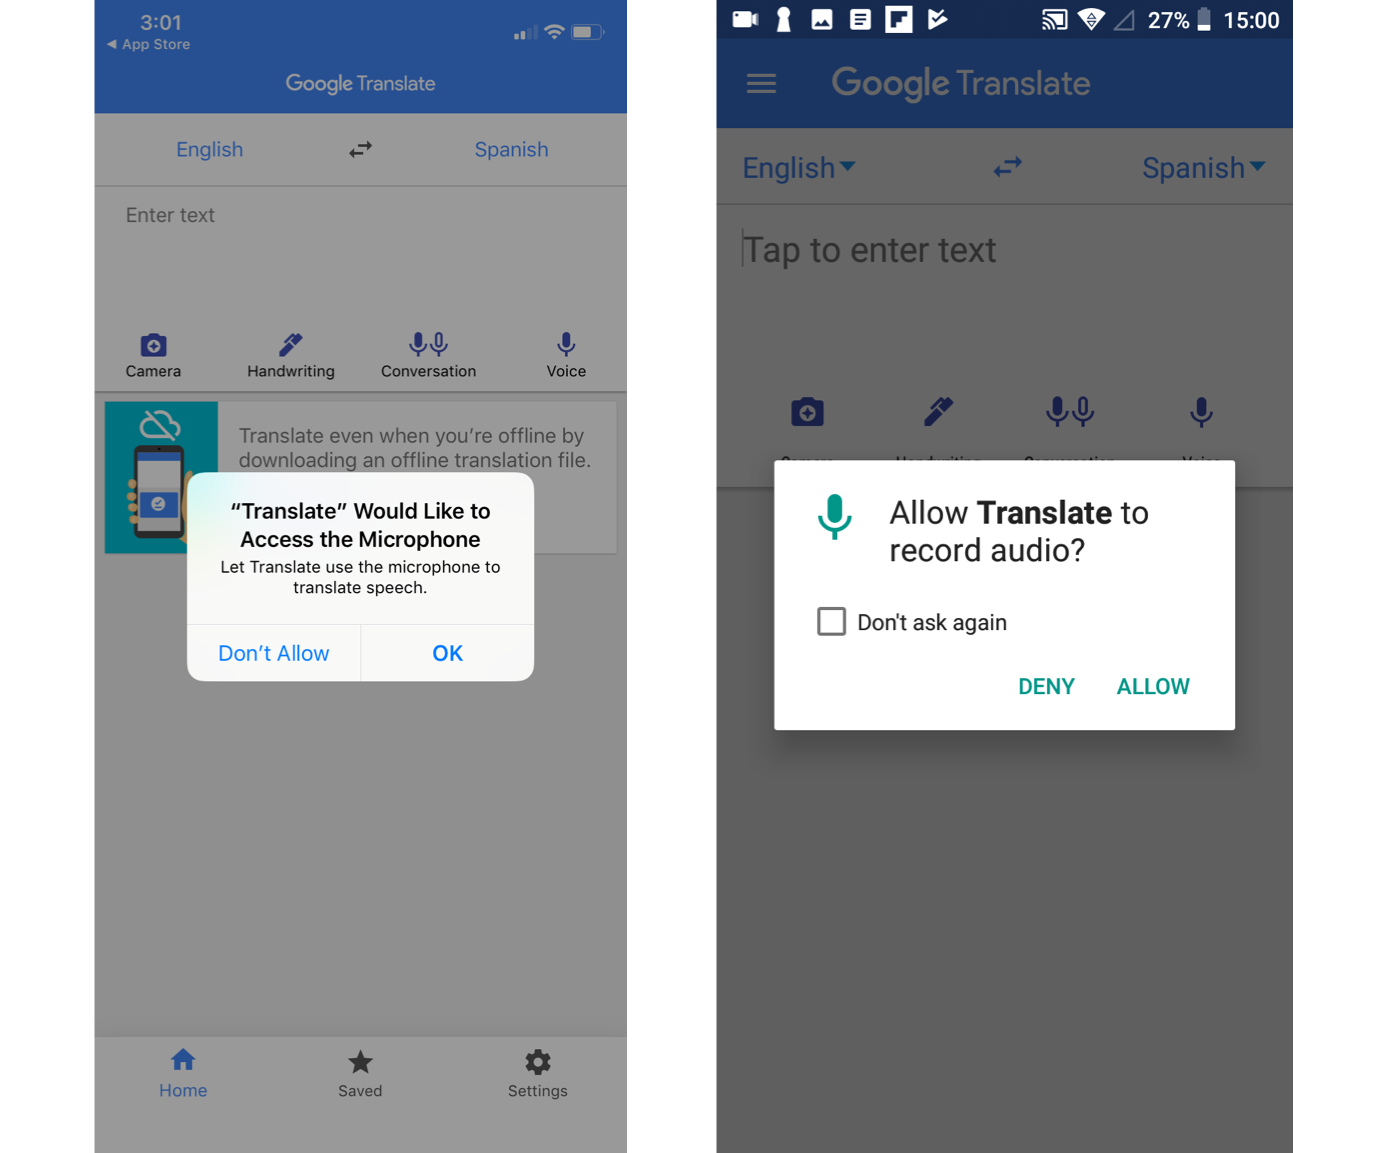 3:01
App Store
Google Translate
English
Spanish
Enter text
Camera
Handwriting
Conversation
Voice
Translate even when you’re offline by
downloading an offline translation file.
“Translate” Would Like to
Access the Microphone
Let Translate use the microphone to
translate speech.
Don’t Allow
OK
Home
Saved
Settings
27%
15:00
Google Translate
English
Spanish
Tap to enter text
Allow Translate to
record audio?
Don't ask again
DENY
ALLOW